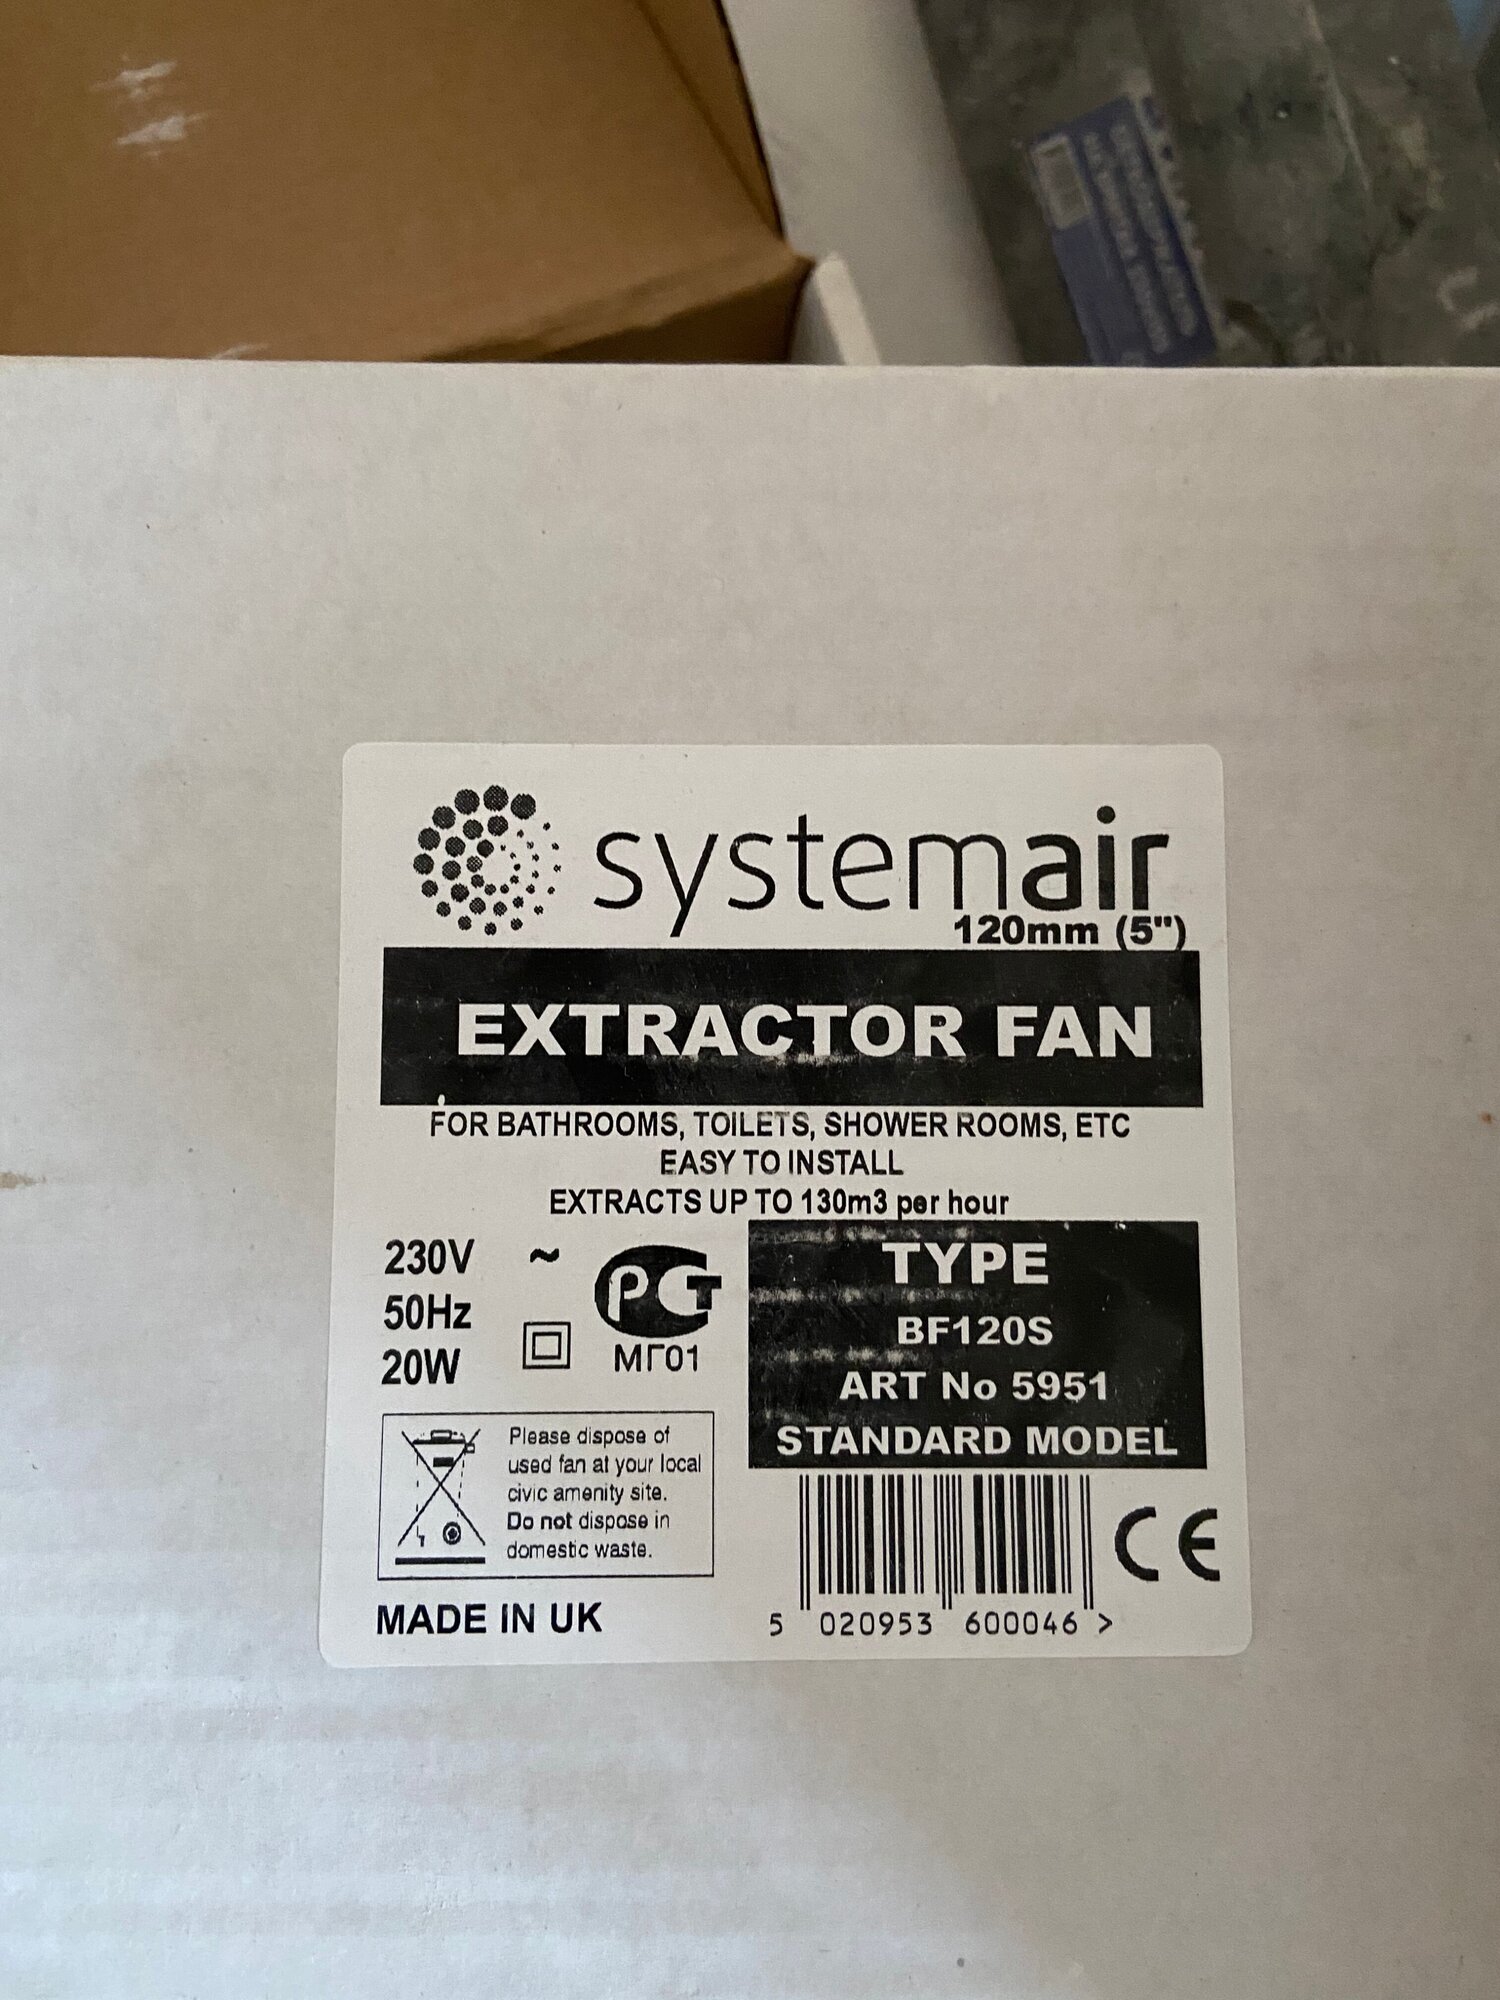 systemair
120mm (5")
EXTRACTOR FAN
FOR BATHROOMS, TOILETS, SHOWER ROOMS, ETC
EASY TO INSTALL
EXTRACTS UP TO 130m3 per hour
230V ~
50Hz
20W
РСТ
МГ01
TYPE
BF120S
ART No 5951
STANDARD MODEL
Please dispose of
used fan at your local
civic amenity site.
Do not dispose in
domestic waste.
CE
MADE IN UK
5 020953 600046 >